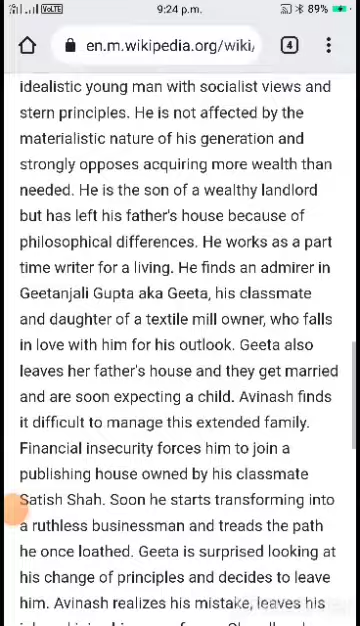 VoLTE 9:24 p.m. 89%
en.m.wikipedia.org/wiki/ 4
idealistic young man with socialist views and
stern principles. He is not affected by the
materialistic nature of his generation and
strongly opposes acquiring more wealth than
needed. He is the son of a wealthy landlord
but has left his father's house because of
philosophical differences. He works as a part
time writer for a living. He finds an admirer in
Geetanjali Gupta aka Geeta, his classmate
and daughter of a textile mill owner, who falls
in love with him for his outlook. Geeta also
leaves her father's house and they get married
and are soon expecting a child. Avinash finds
it difficult to manage this extended family.
Financial insecurity forces him to join a
publishing house owned by his classmate
Satish Shah. Soon he starts transforming into
a ruthless businessman and treads the path
he once loathed. Geeta is surprised looking at
his change of principles and decides to leave
him. Avinash realizes his mistake, leaves his